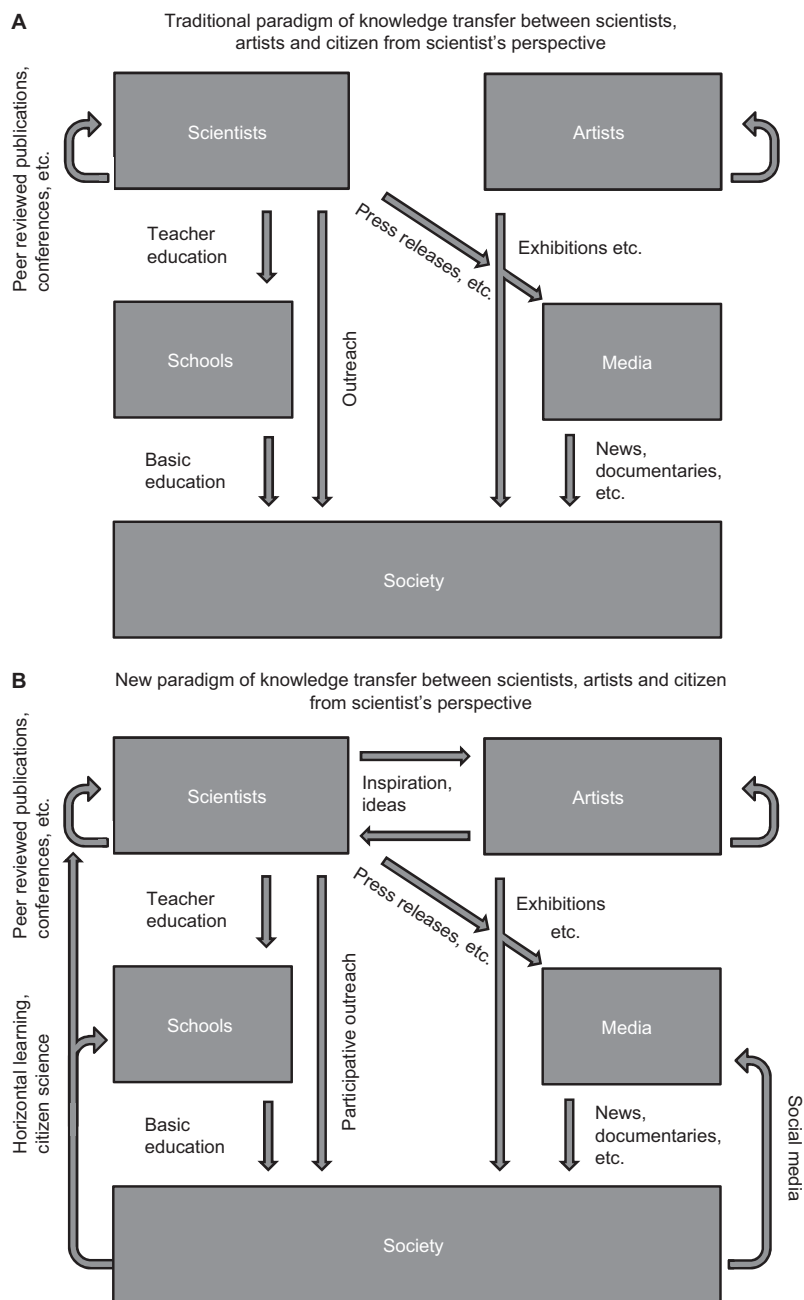 A
Traditional paradigm of knowledge transfer between scientists,
artists and citizen from scientist's perspective
Peer reviewed publications,
conferences, etc.
Scientists
Artists
Teacher
education
Press releases, etc.
Exhibitions etc.
Schools
Outreach
Media
Basic
education
News,
documentaries,
etc.
Society
B
New paradigm of knowledge transfer between scientists, artists and citizen
from scientist's perspective
Peer reviewed publications,
conferences, etc.
Scientists
Inspiration,
ideas
Artists
Teacher
education
Press releases, etc.
Exhibitions
etc.
Horizontal learning,
citizen science
Schools
Participative outreach
Media
Basic
education
News,
documentaries,
etc.
Social media
Society